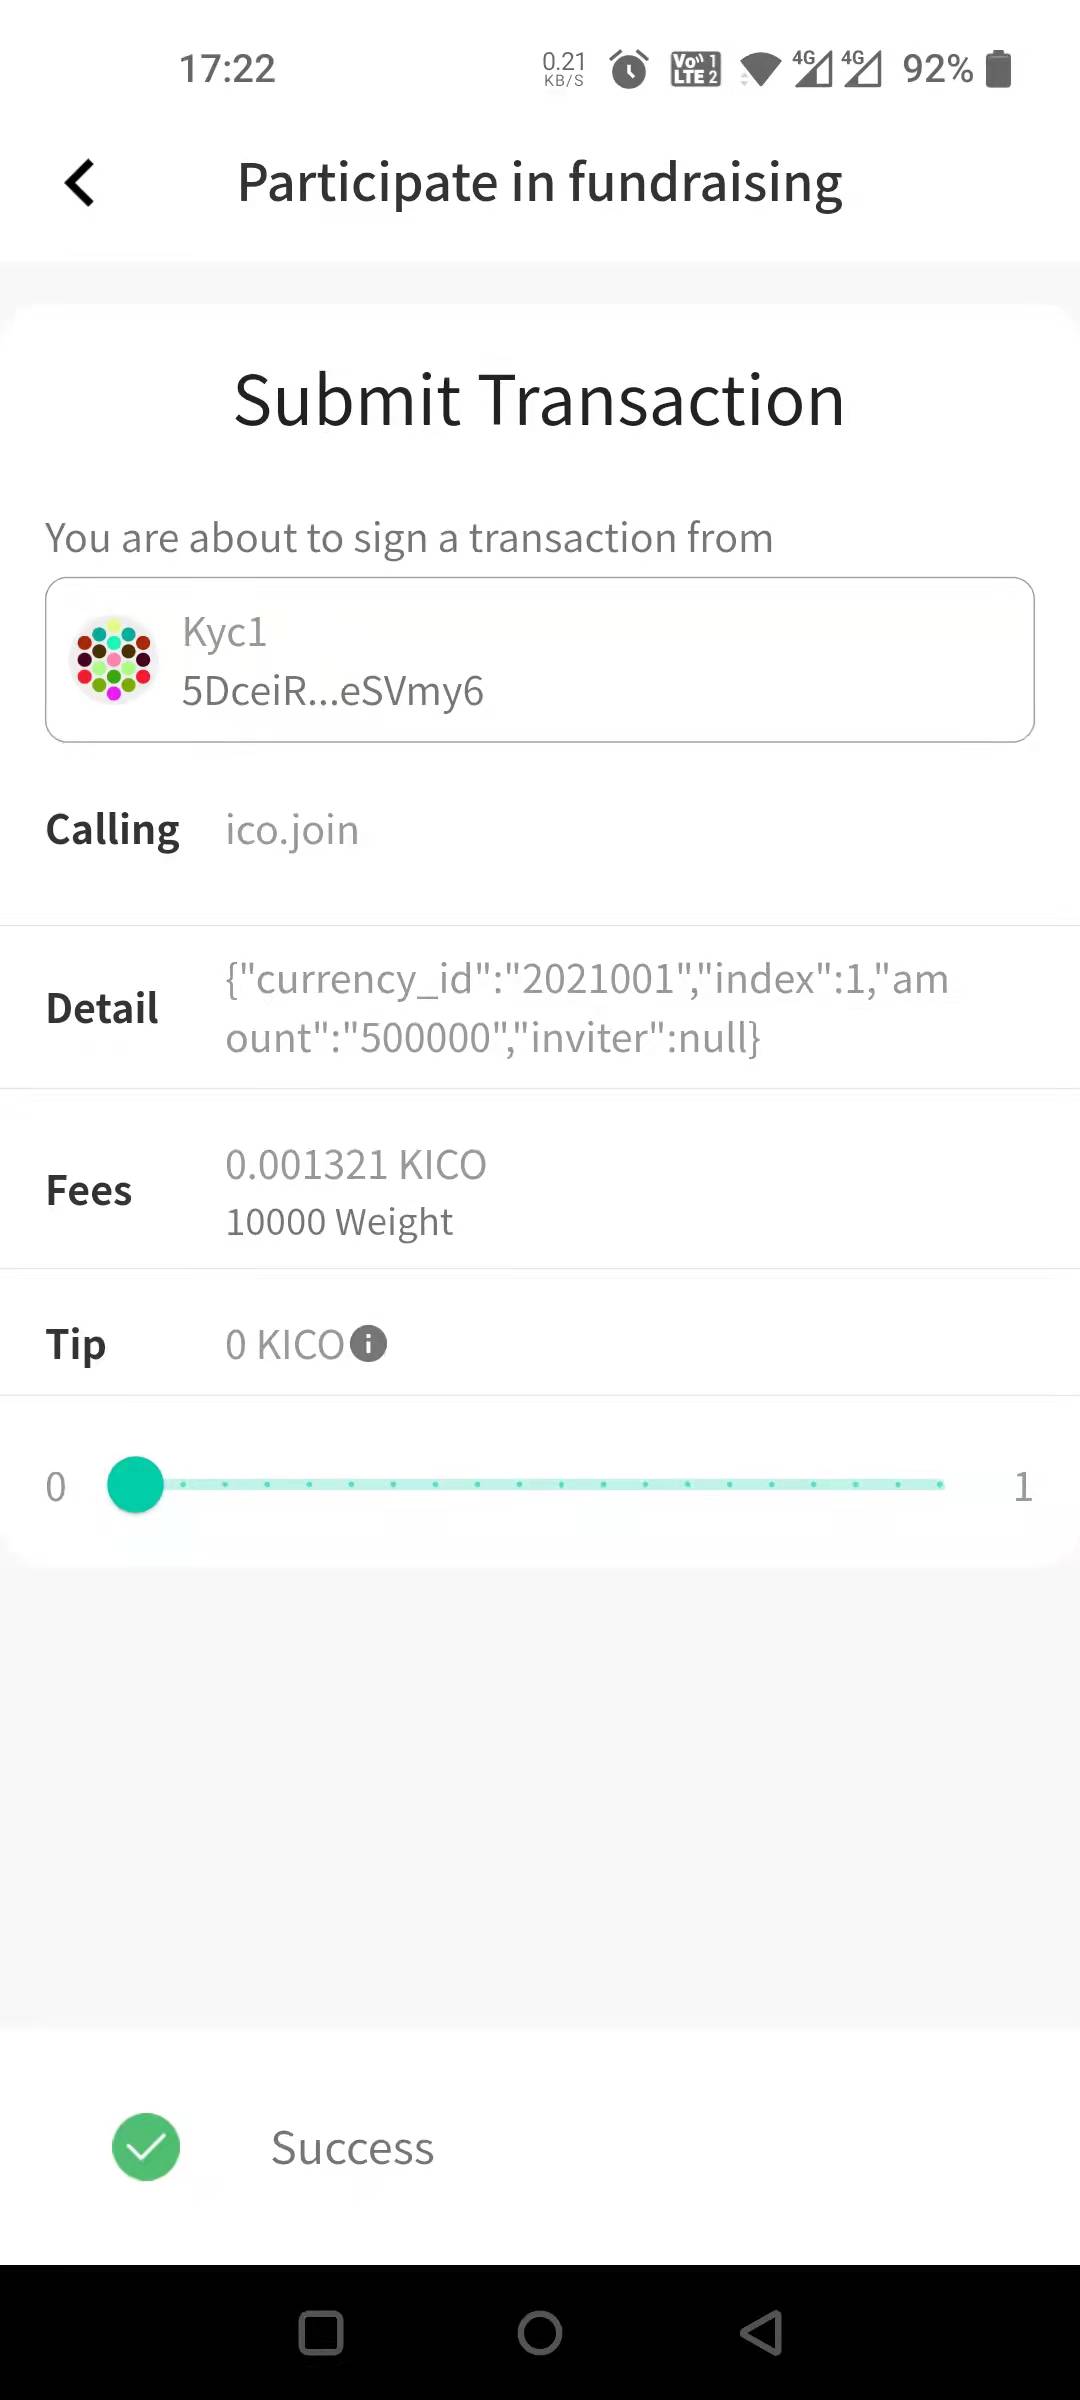 17:22
0.21
KB/S
Vo 1
LTE 2
4G
4G
92%
Participate in fundraising
Submit Transaction
You are about to sign a transaction from
Kyc1
5DceiR...eSVmy6
Calling ico.join
Detail {"currency_id":"2021001","index":1,"am
ount":"500000","inviter":null}
Fees 0.001321 KICO
10000 Weight
Tip 0 KICO
0 1
Success